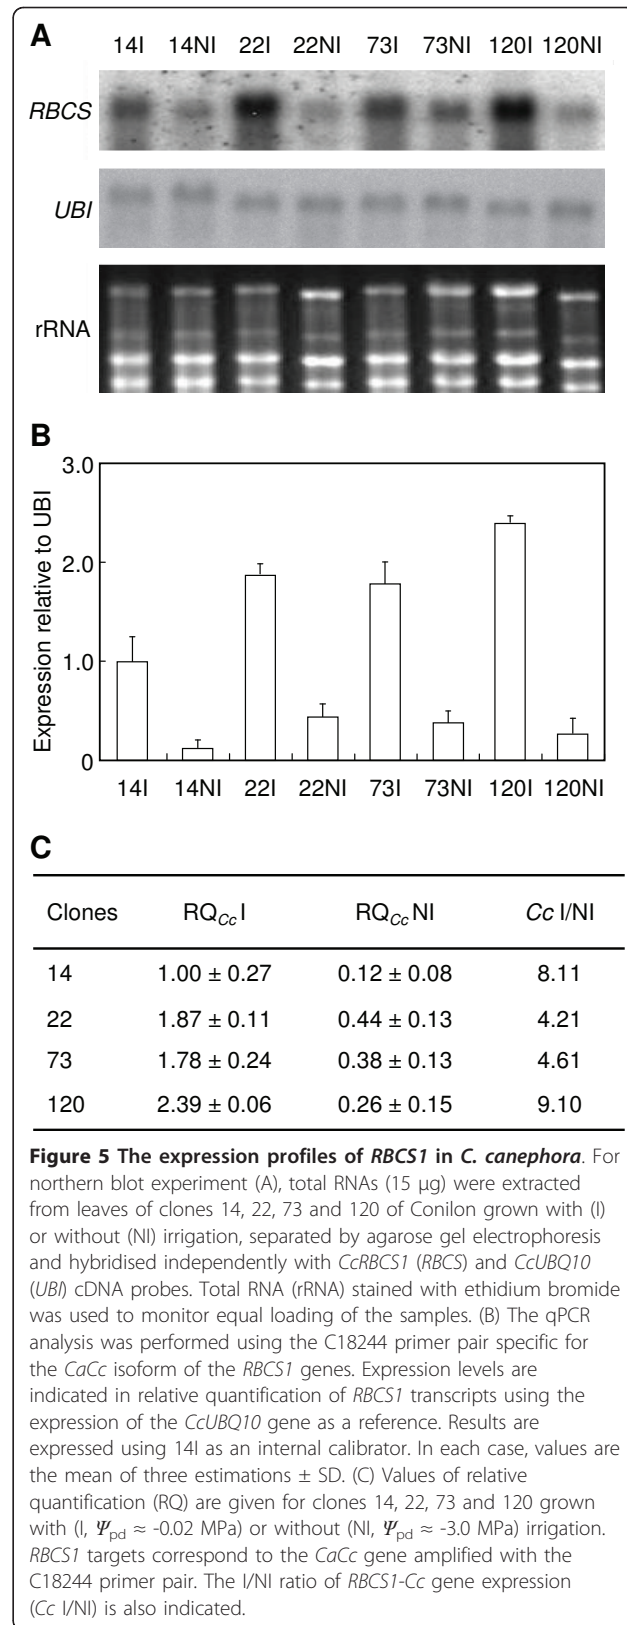 A
14I 14NI 22I 22NI 73I 73NI 120I 120NI
RBCS
UBI
rRNA
B
Expression relative to UBI
3.0
2.0
1.0
0
14I 14NI 22I 22NI 73I 73NI 120I 120NI
C
Clones RQCc I RQCc NI Cc I/NI
14 1.00 ± 0.27 0.12 ± 0.08 8.11
22 1.87 ± 0.11 0.44 ± 0.13 4.21
73 1.78 ± 0.24 0.38 ± 0.13 4.61
120 2.39 ± 0.06 0.26 ± 0.15 9.10
Figure 5 The expression profiles of RBCS1 in C. canephora. For
northern blot experiment (A), total RNAs (15 μg) were extracted
from leaves of clones 14, 22, 73 and 120 of Conilon grown with (I)
or without (NI) irrigation, separated by agarose gel electrophoresis
and hybridised independently with CcRBCS1 (RBCS) and CcUBQ10
(UBI) cDNA probes. Total RNA (rRNA) stained with ethidium bromide
was used to monitor equal loading of the samples. (B) The qPCR
analysis was performed using the C18244 primer pair specific for
the CaCc isoform of the RBCS1 genes. Expression levels are
indicated in relative quantification of RBCS1 transcripts using the
expression of the CcUBQ10 gene as a reference. Results are
expressed using 14I as an internal calibrator. In each case, values are
the mean of three estimations ± SD. (C) Values of relative
quantification (RQ) are given for clones 14, 22, 73 and 120 grown
with (I, Ψpd ≈ -0.02 MPa) or without (NI, Ψpd ≈ -3.0 MPa) irrigation.
RBCS1 targets correspond to the CaCc gene amplified with the
C18244 primer pair. The I/NI ratio of RBCS1-Cc gene expression
(Cc I/NI) is also indicated.